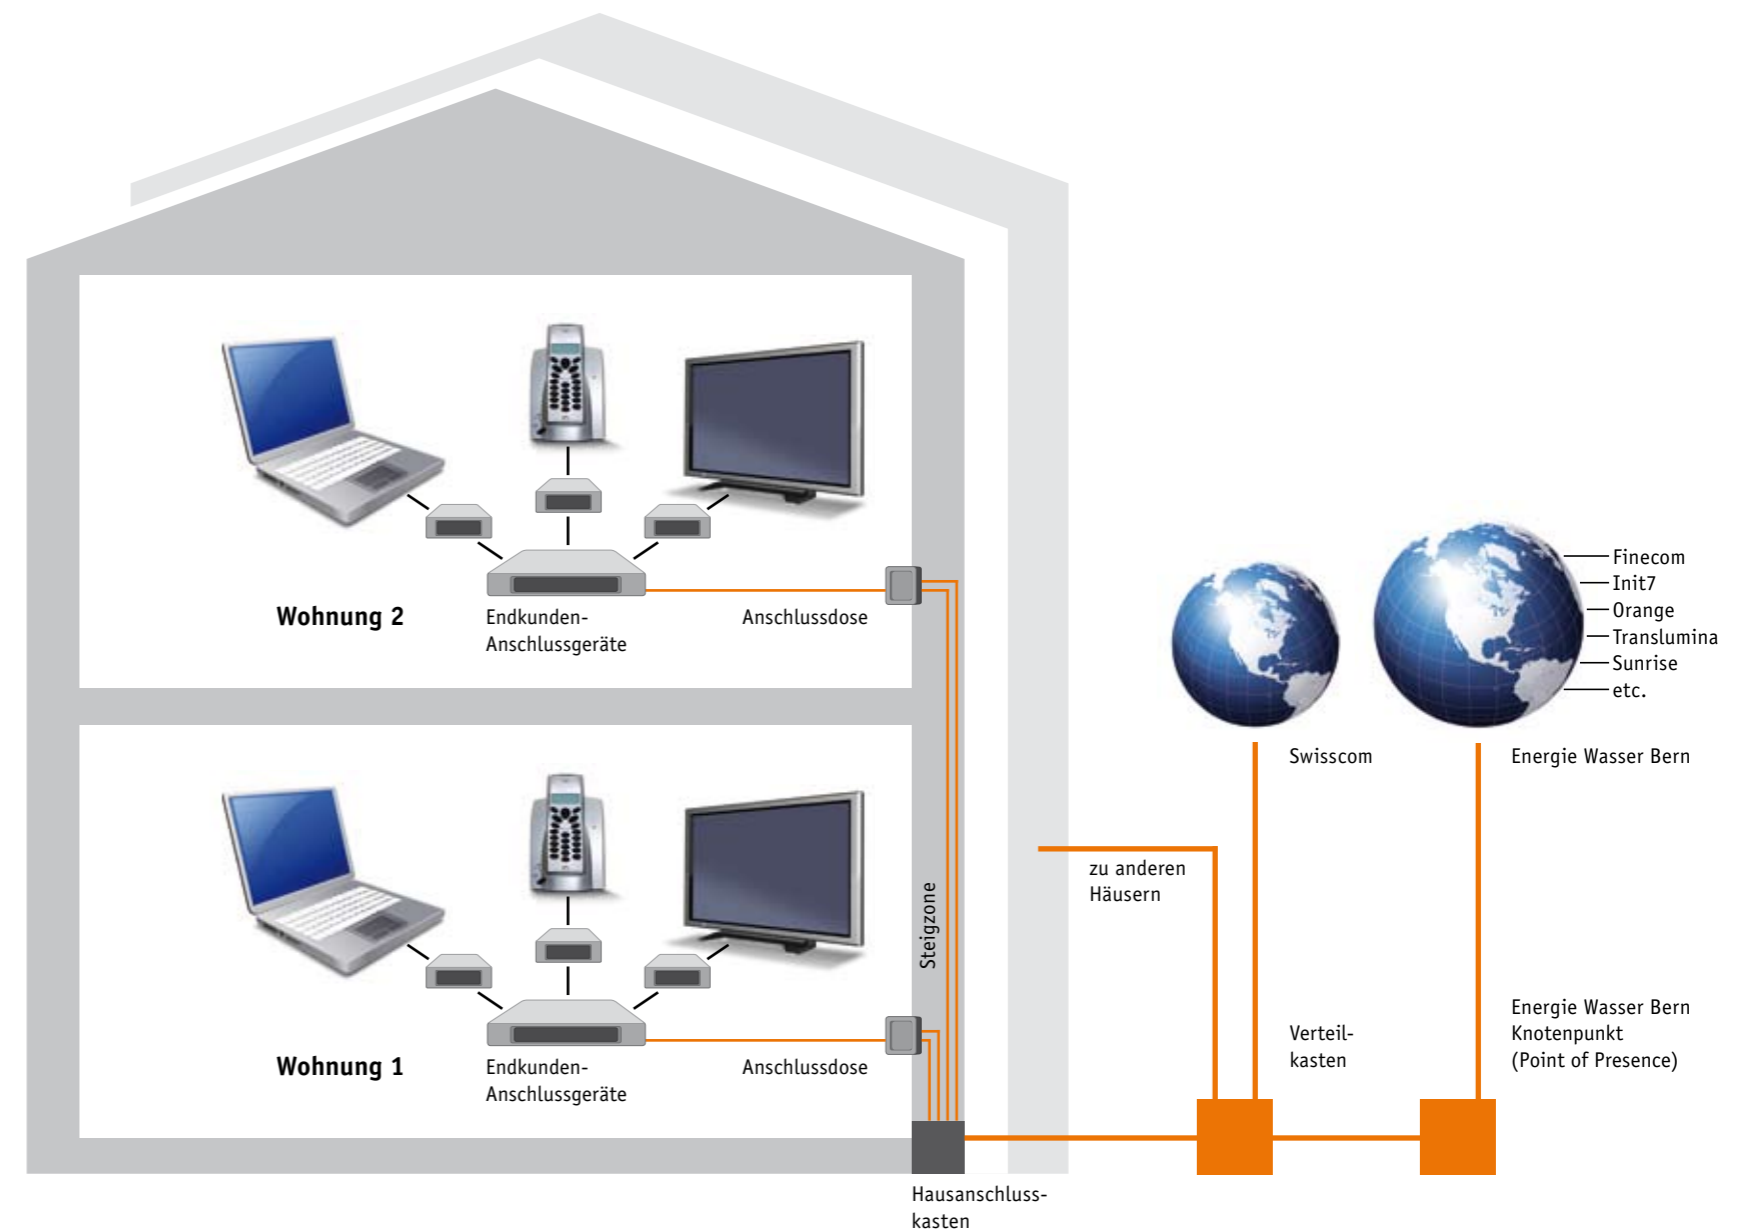 Wohnung 2
Endkunden-
Anschlussgeräte
Anschlussdose
Finecom
Init7
Orange
Translumina
Sunrise
etc.
Swisscom
Energie Wasser Bern
zu anderen
Häusern
Steigzone
Wohnung 1
Endkunden-
Anschlussgeräte
Anschlussdose
Verteil-
kasten
Energie Wasser Bern
Knotenpunkt
(Point of Presence)
Hausanschluss-
kasten